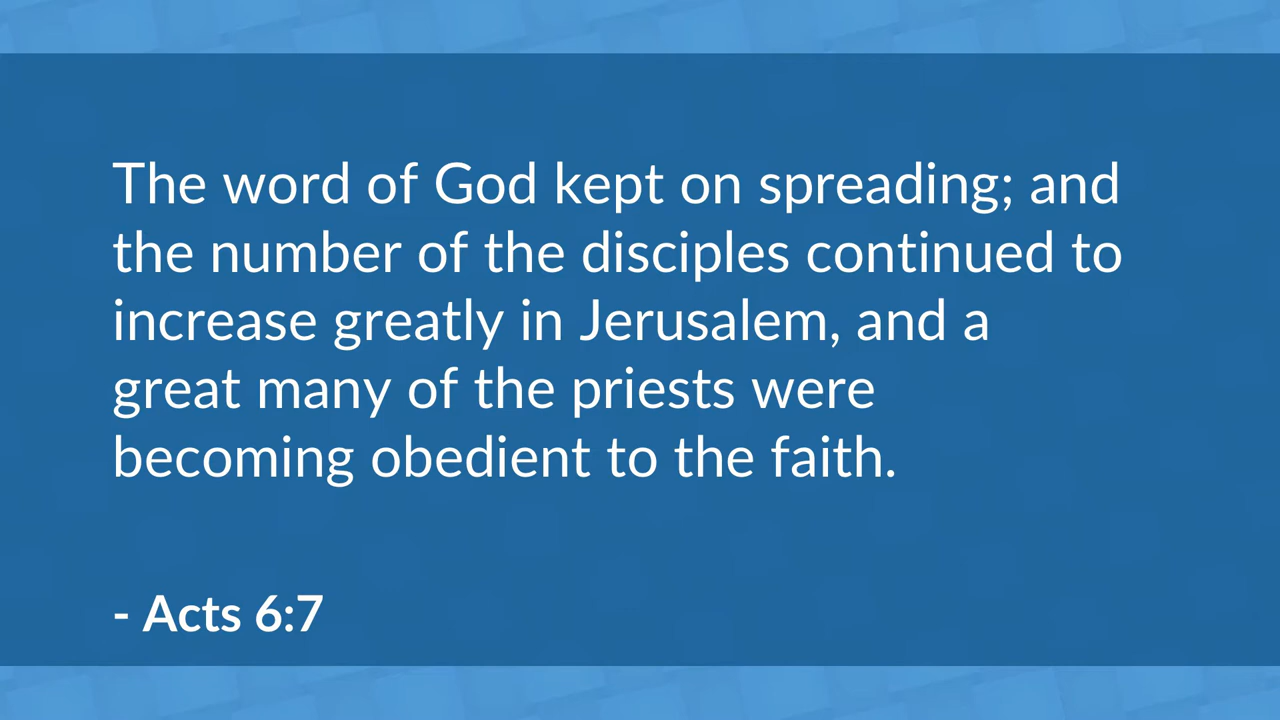 The word of God kept on spreading; and
the number of the disciples continued to
increase greatly in Jerusalem, and a
great many of the priests were
becoming obedient to the faith.
- Acts 6:7